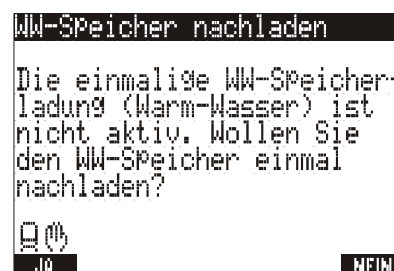 WW-Speicher nachladen
Die einmalige WW-Speicher-
ladung (Warm-Wasser) ist
nicht aktiv. Wollen Sie
den WW-Speicher einmal
nachladen?
JA NEIN